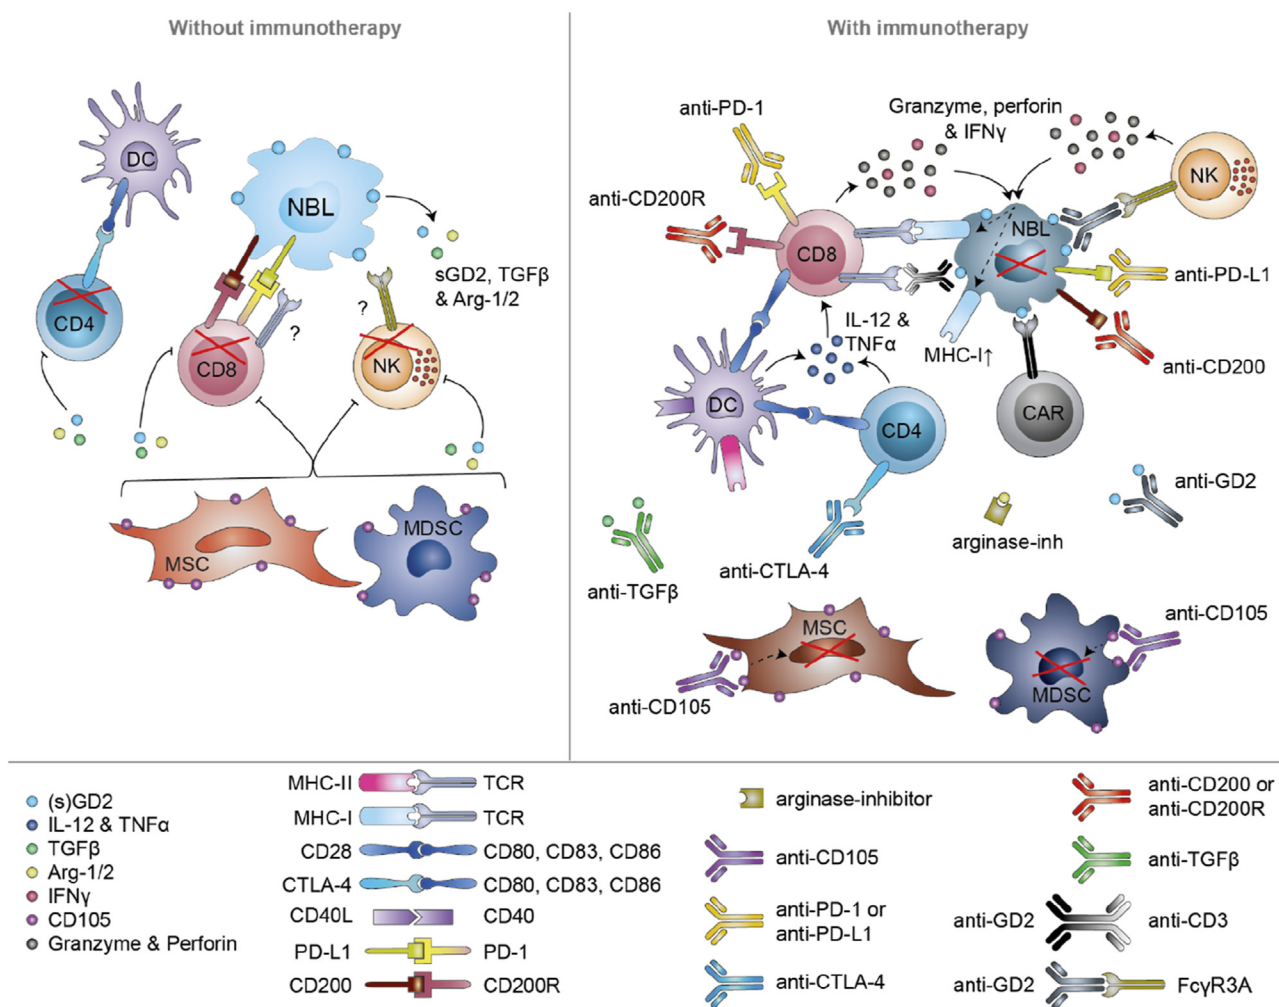 Without immunotherapy
DC
NBL
sGD2, TGFβ
& Arg-1/2
CD4
CD8
?
?
NK
MSC
MDSC
With immunotherapy
anti-PD-1
Granzyme, perforin
& IFNγ
NK
anti-CD200R
CD8
NBL
anti-PD-L1
IL-12 &
TNFα
MHC-I↑
anti-CD200
DC
CD4
CAR
anti-GD2
arginase-inh
anti-TGFβ
anti-CTLA-4
MSC
anti-CD105
anti-CD105
MDSC
(s)GD2
IL-12 & TNFα
TGFβ
Arg-1/2
IFNγ
CD105
Granzyme & Perforin
MHC-II TCR
MHC-I TCR
CD28 CD80, CD83, CD86
CTLA-4 CD80, CD83, CD86
CD40L CD40
PD-L1 PD-1
CD200 CD200R
arginase-inhibitor
anti-CD105
anti-PD-1 or
anti-PD-L1
anti-CTLA-4
anti-CD200 or
anti-CD200R
anti-TGFβ
anti-GD2 anti-CD3
anti-GD2 FcγR3A